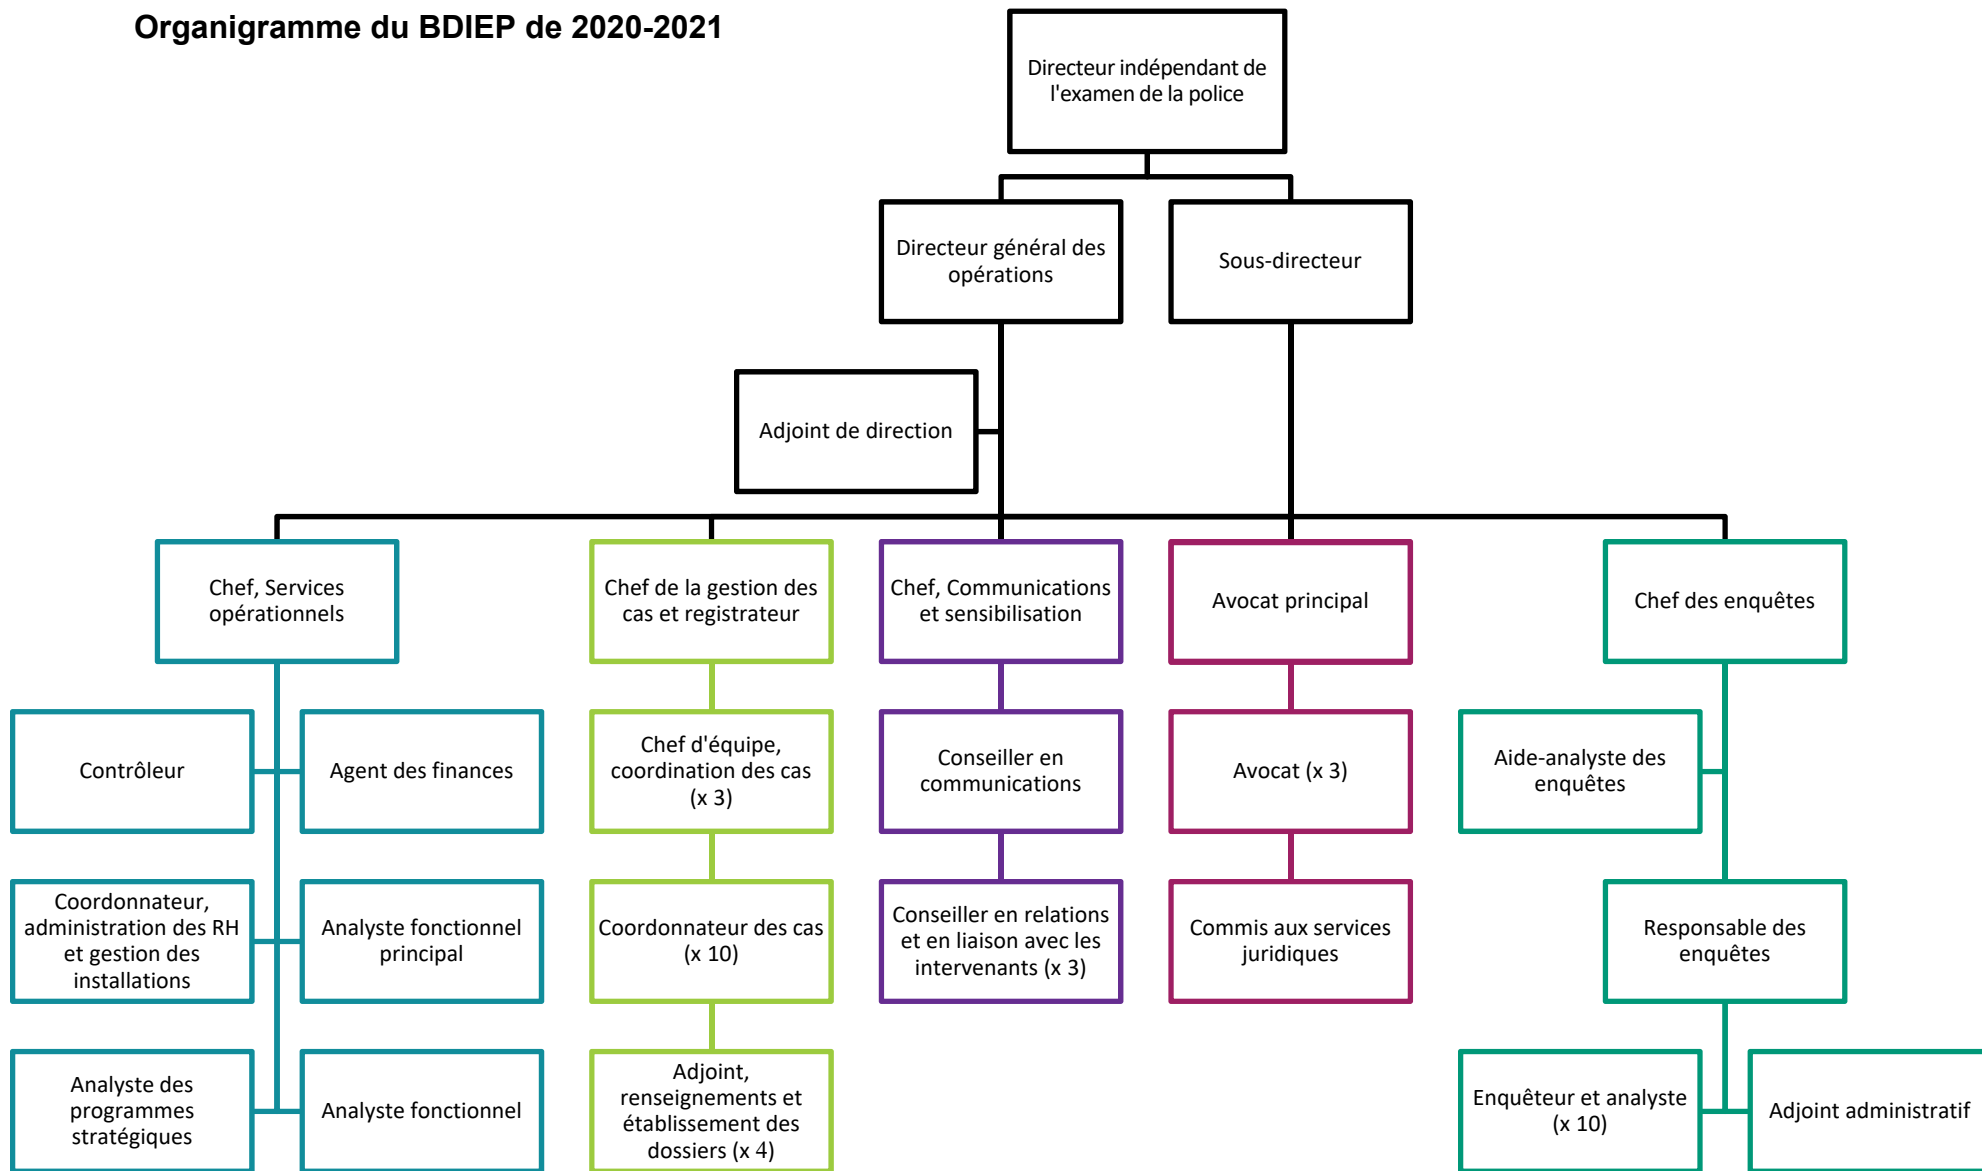 Organigramme du BDIEP de 2020-2021
Directeur indépendant de
l'examen de la police
Directeur général des
opérations
Sous-directeur
Adjoint de direction
Chef, Services
opérationnels
Chef de la gestion des
cas et registrateur
Chef, Communications
et sensibilisation
Avocat principal
Chef des enquêtes
Contrôleur
Agent des finances
Chef d'équipe,
coordination des cas
(x 3)
Conseiller en
communications
Avocat (x 3)
Aide-analyste des
enquêtes
Coordonnateur,
administration des RH
et gestion des
installations
Analyste fonctionnel
principal
Coordonnateur des cas
(x 10)
Conseiller en relations
et en liaison avec les
intervenants (x 3)
Commis aux services
juridiques
Responsable des
enquêtes
Analyste des
programmes
stratégiques
Analyste fonctionnel
Adjoint,
renseignements et
établissement des
dossiers (x 4)
Enquêteur et analyste
(x 10)
Adjoint administratif